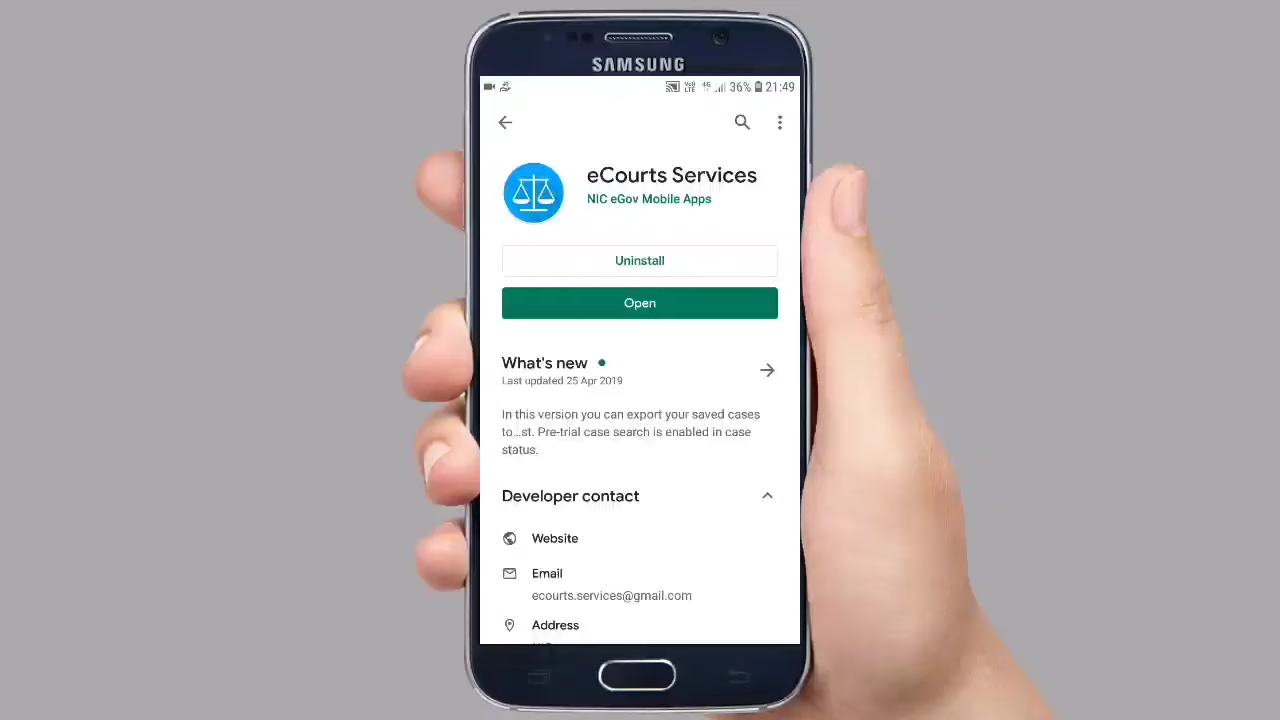 SAMSUNG
36% 21:49
eCourts Services
NIC eGov Mobile Apps
Uninstall
Open
What's new
Last updated 25 Apr 2019
In this version you can export your saved cases
to...st. Pre-trial case search is enabled in case
status.
Developer contact
Website
Email
ecourts.services@gmail.com
Address